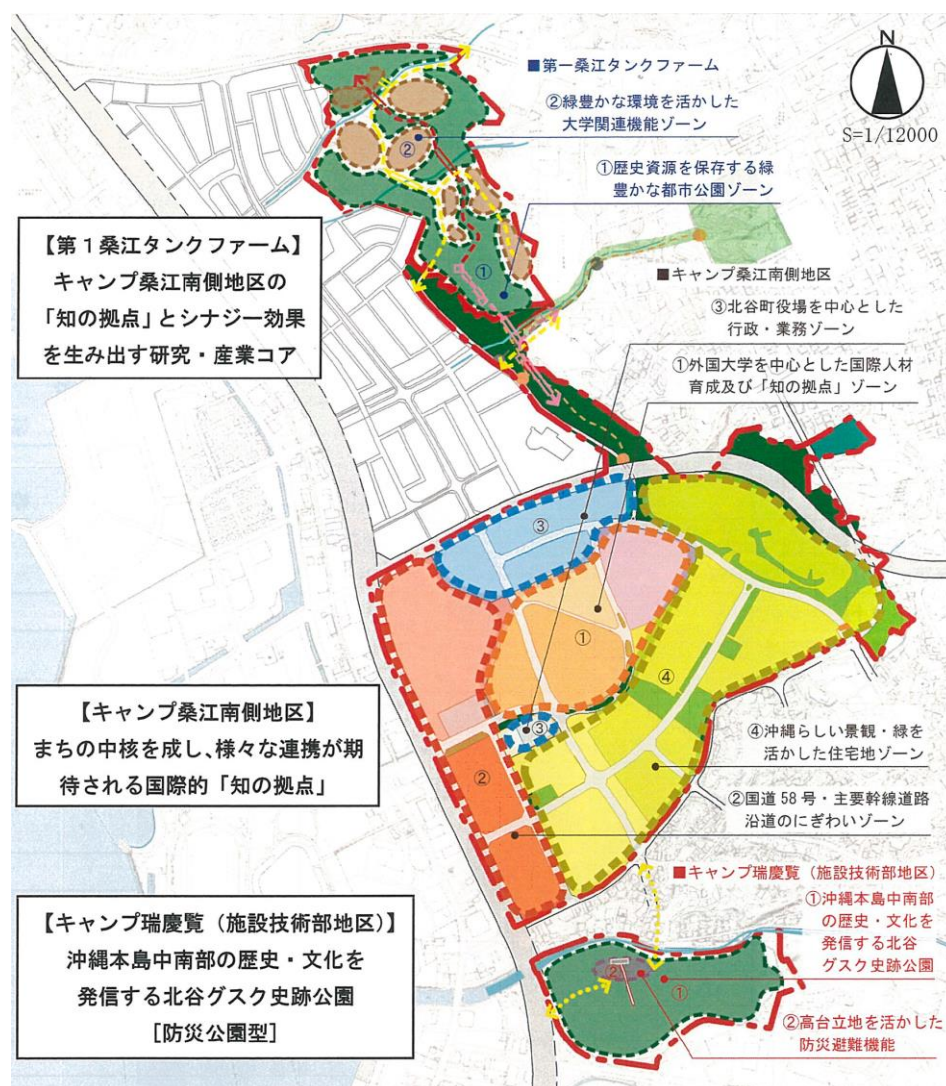 N
S=1/12000
■第一桑江タンクファーム
②緑豊かな環境を活かした
大学関連機能ゾーン
①歴史資源を保存する緑
豊かな都市公園ゾーン
②
①
【第１桑江タンクファーム】
キャンプ桑江南側地区の
「知の拠点」とシナジー効果
を生み出す研究・産業コア
■キャンプ桑江南側地区
③北谷町役場を中心とした
行政・業務ゾーン
①外国大学を中心とした国際人材
育成及び「知の拠点」ゾーン
③
①
④
③
②
【キャンプ桑江南側地区】
まちの中核を成し、様々な連携が期
待される国際的「知の拠点」
④沖縄らしい景観・緑を
活かした住宅地ゾーン
②国道 58 号・主要幹線道路
沿道のにぎわいゾーン
■キャンプ瑞慶覧（施設技術部地区）
①沖縄本島中南部
の歴史・文化を
発信する北谷
グスク史跡公園
【キャンプ瑞慶覧（施設技術部地区）】
沖縄本島中南部の歴史・文化を
発信する北谷グスク史跡公園
［防災公園型］
②
①
②高台立地を活かした
防災避難機能